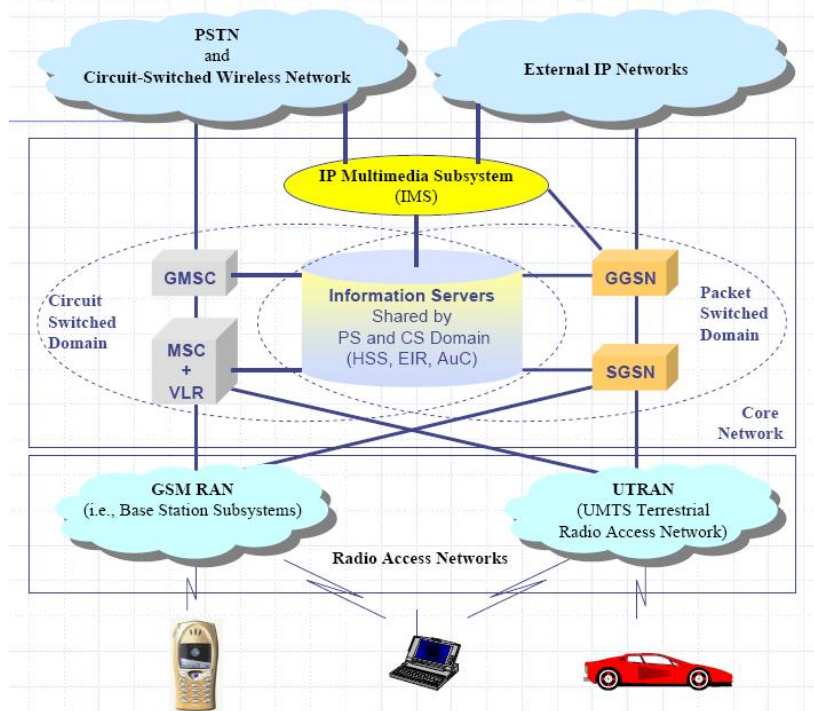 PSTN
and
Circuit-Switched Wireless Network
External IP Networks
IP Multimedia Subsystem
(IMS)
GMSC
GGSN
Circuit
Switched
Domain
Information Servers
Shared by
PS and CS Domain
(HSS, EIR, AuC)
Packet
Switched
Domain
MSC
+
VLR
SGSN
Core
Network
GSM RAN
(i.e., Base Station Subsystems)
UTRAN
(UMTS Terrestrial
Radio Access Network)
Radio Access Networks